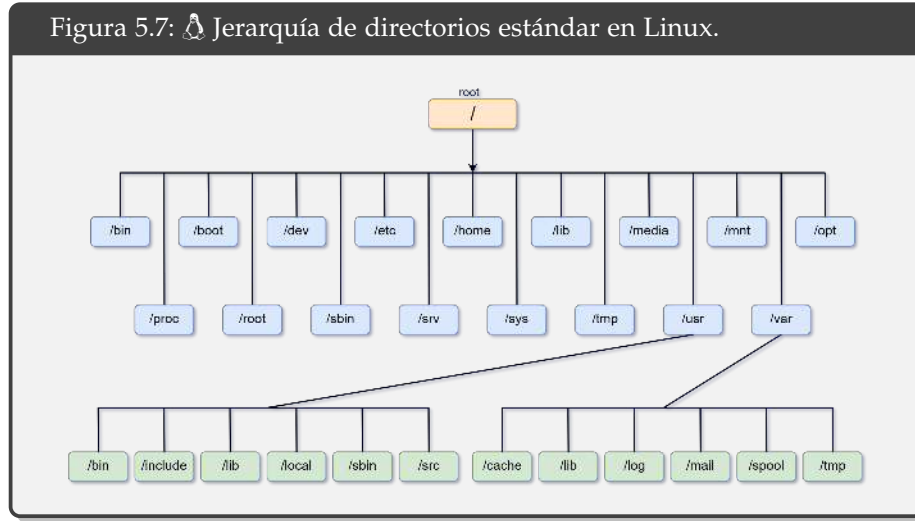 Figura 5.7: Jerarquía de directorios estándar en Linux.
root
/
/bin /boot /dev /etc /home /lib /media /mnt /opt
/proc /root /sbin /srv /sys /tmp /usr /var
/bin /include /lib /local /sbin /src /cache /lib /log /mail /spool /tmp